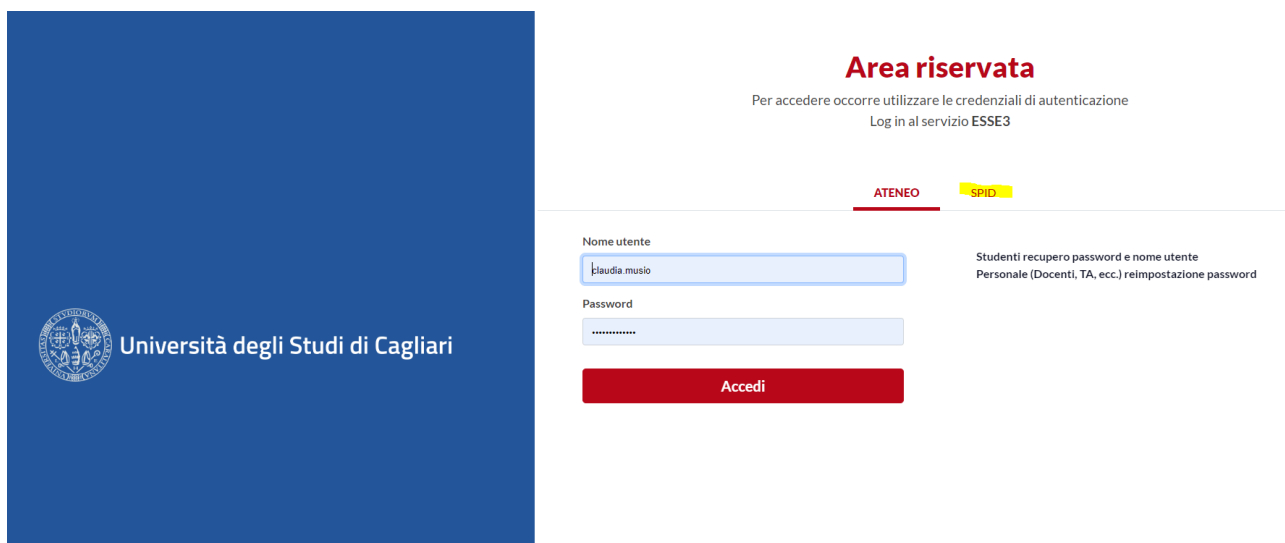 Area riservata
Per accedere occorre utilizzare le credenziali di autenticazione
Log in al servizio ESSE3
ATENEO
SPID
Nome utente
claudia.musio
Password
•••••••••••••
Accedi
Studenti recupero password e nome utente
Personale (Docenti, TA, ecc.) reimpostazione password
Università degli Studi di Cagliari